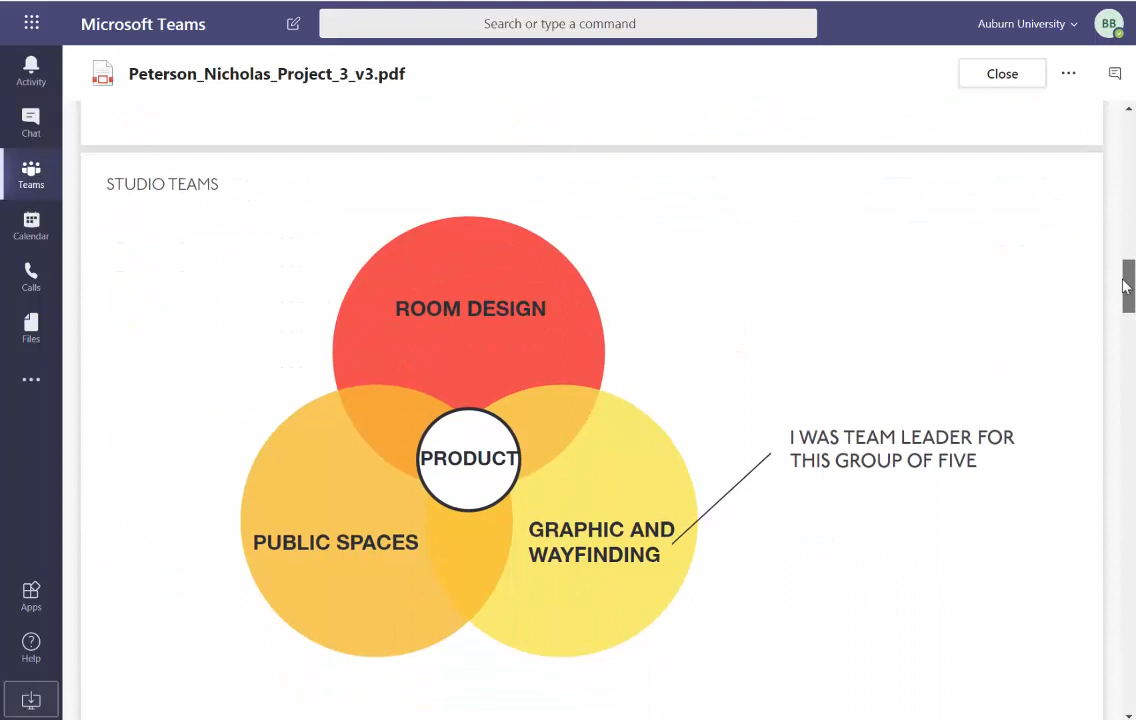 Microsoft Teams
Search or type a command
Auburn University
BB
Activity
Chat
Teams
Calendar
Calls
Files
Apps
Help
Peterson_Nicholas_Project_3_v3.pdf
Close
STUDIO TEAMS
ROOM DESIGN
PRODUCT
PUBLIC SPACES
GRAPHIC AND
WAYFINDING
I WAS TEAM LEADER FOR
THIS GROUP OF FIVE